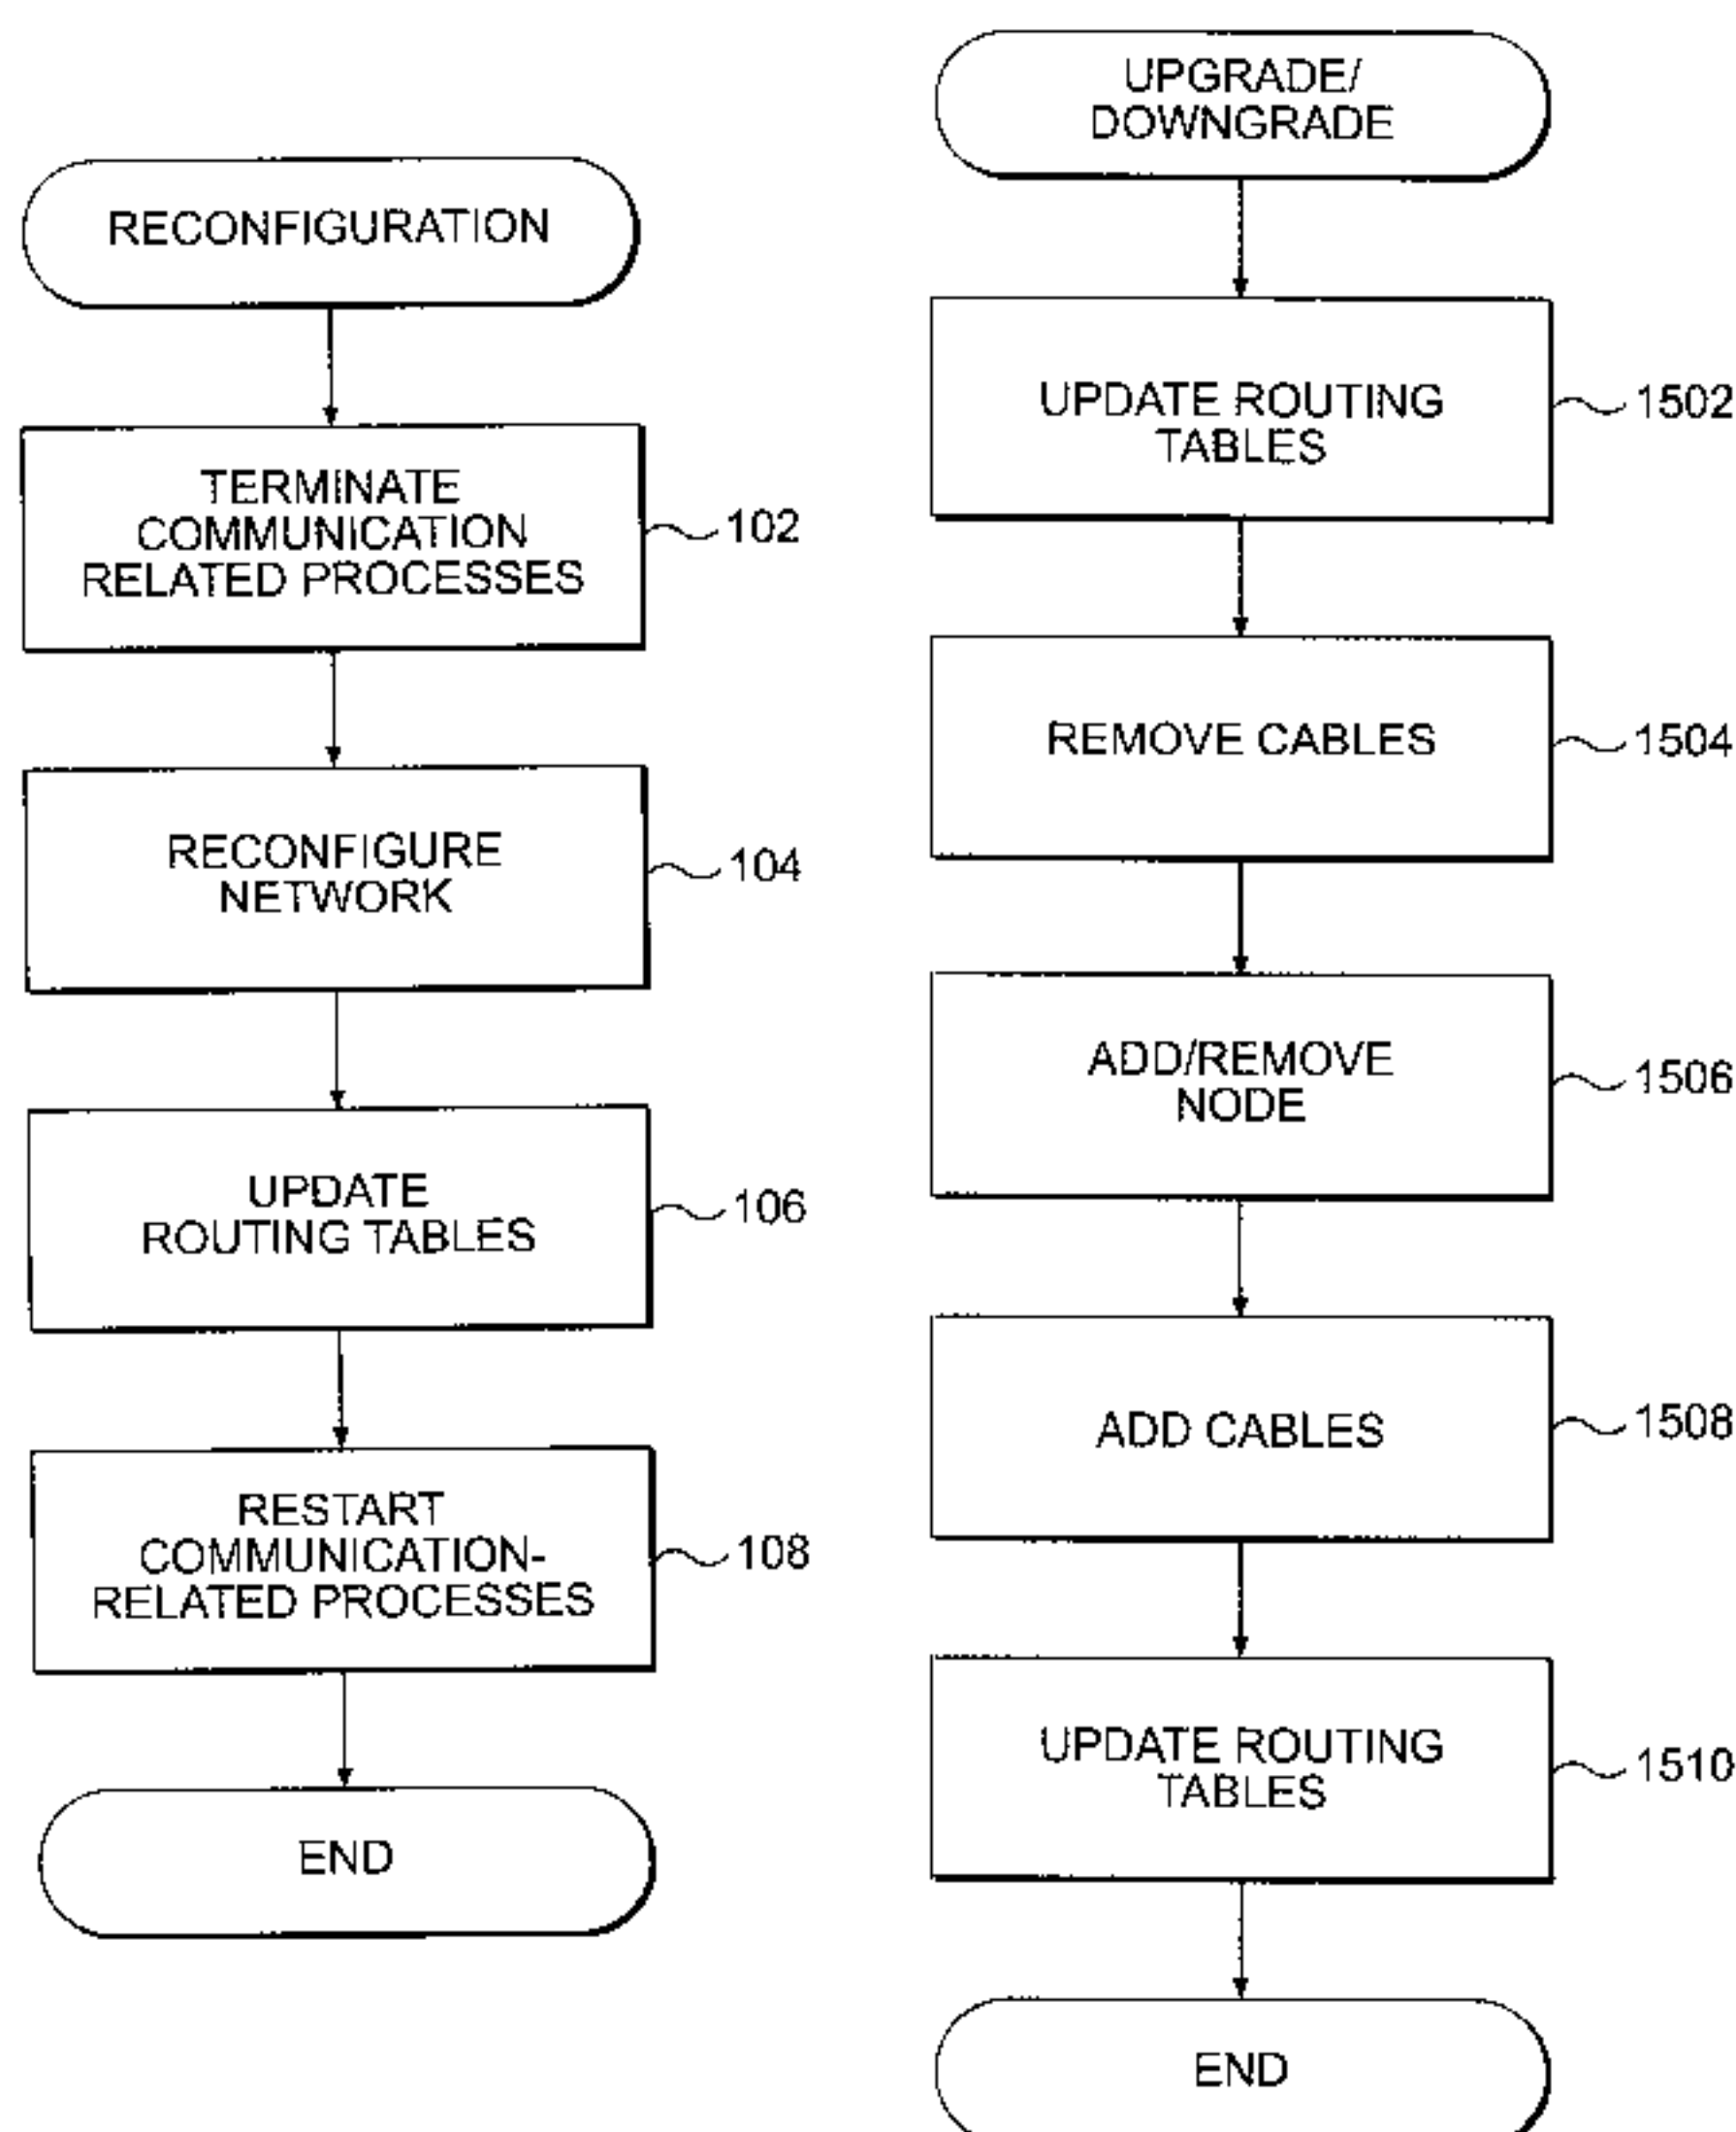 RECONFIGURATION
TERMINATE
COMMUNICATION
RELATED PROCESSES
102
RECONFIGURE
NETWORK
104
UPDATE
ROUTING TABLES
106
RESTART
COMMUNICATION-
RELATED PROCESSES
108
END
UPGRADE/
DOWNGRADE
UPDATE ROUTING
TABLES
1502
REMOVE CABLES
1504
ADD/REMOVE
NODE
1506
ADD CABLES
1508
UPDATE ROUTING
TABLES
1510
END